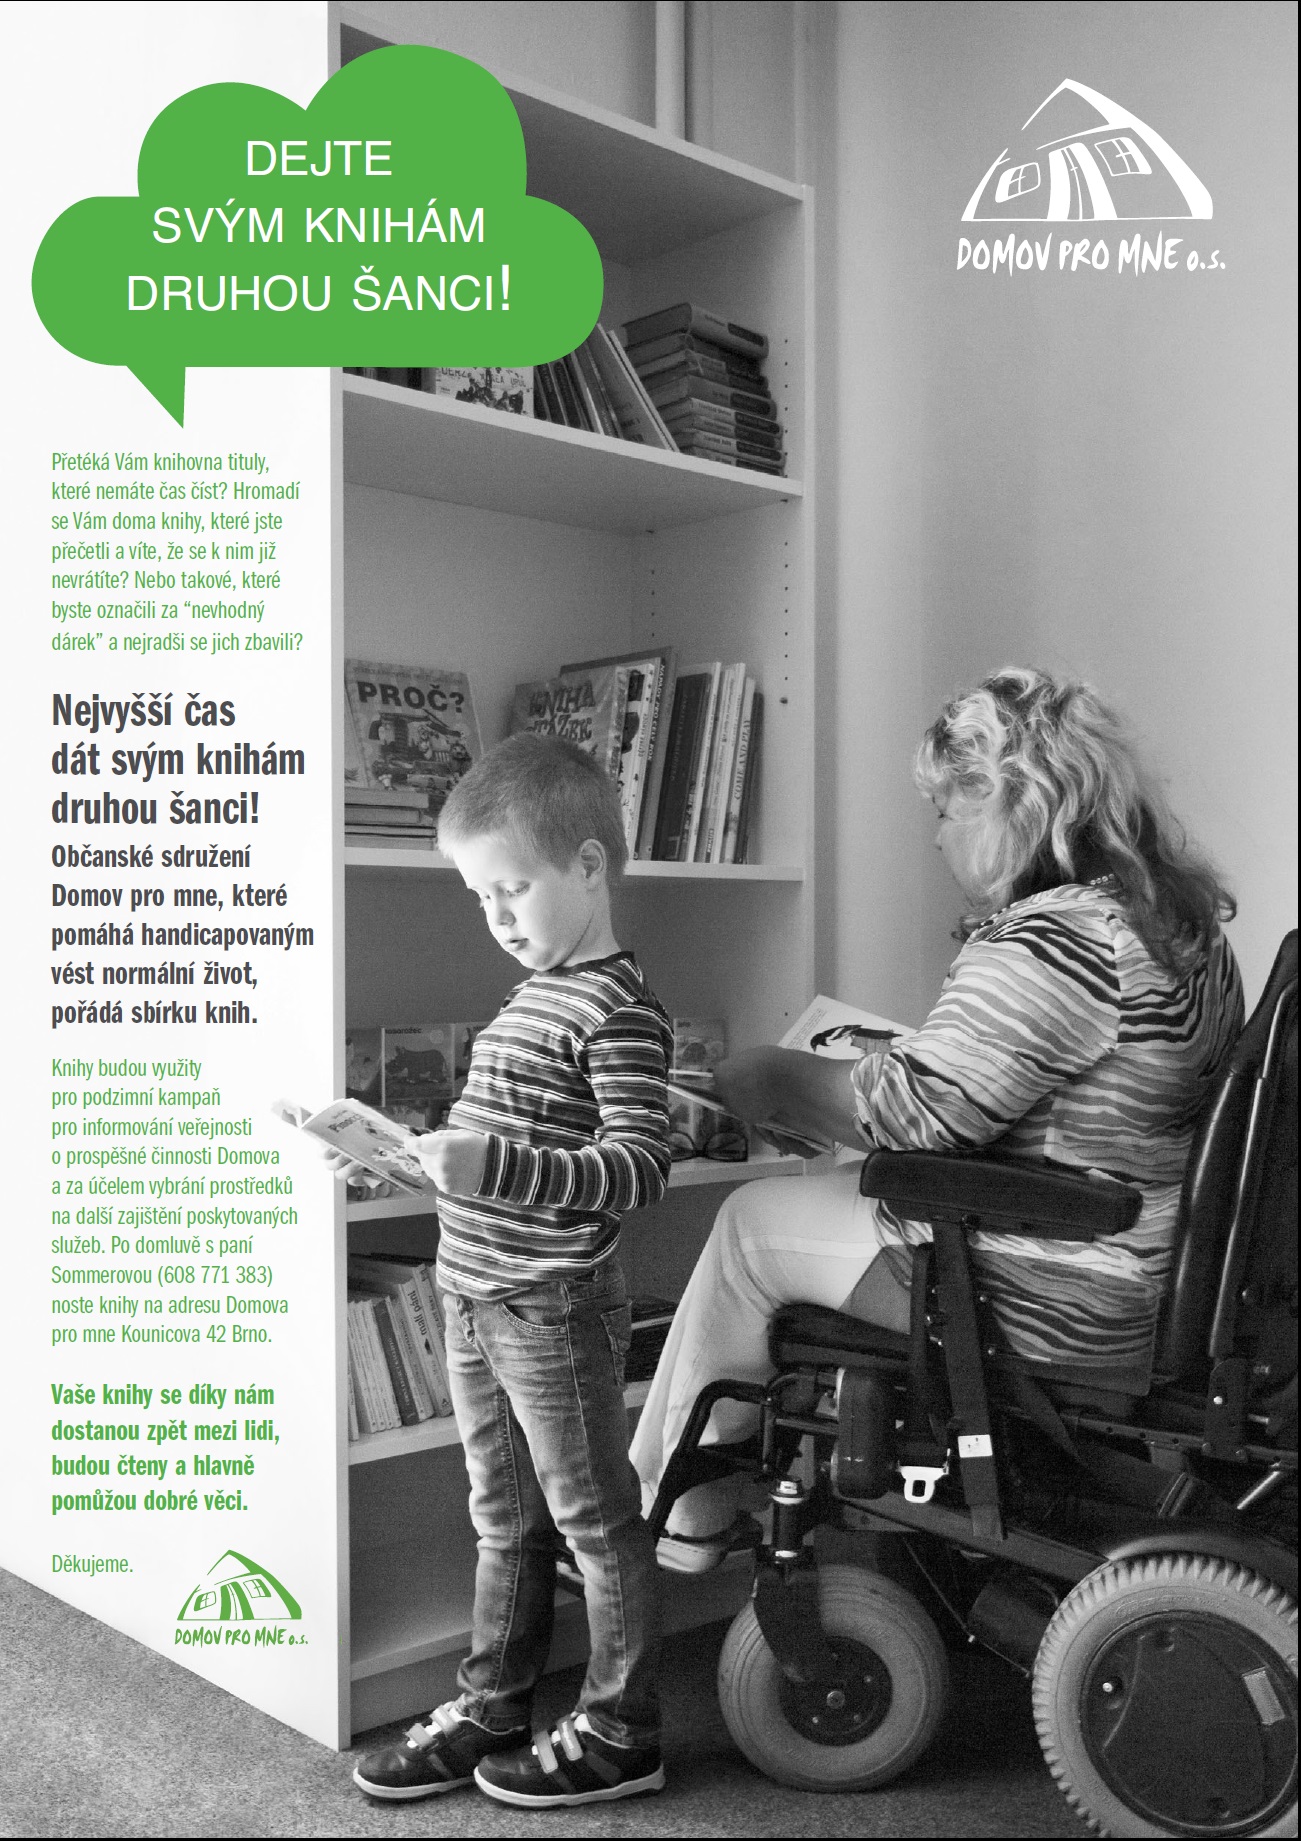 DEJTE
SVÝM KNIHÁM
DRUHOU ŠANCI!
DOMOV PRO MNE o.s.
Přetéká Vám knihovna tituly,
které nemáte čas číst? Hromadí
se Vám doma knihy, které jste
přečetli a víte, že se k nim již
nevrátíte? Nebo takové, které
byste označili za “nevhodný
dárek” a nejradši se jich zbavili?
Nejvyšší čas
dát svým knihám
druhou šanci!
Občanské sdružení
Domov pro mne, které
pomáhá handicapovaným
vést normální život,
pořádá sbírku knih.
Knihy budou využity
pro podzimní kampaň
pro informování veřejnosti
o prospěšné činnosti Domova
a za účelem vybrání prostředků
na další zajištění poskytovaných
služeb. Po domluvě s paní
Sommerovou (608 771 383)
noste knihy na adresu Domova
pro mne Kounicova 42 Brno.
Vaše knihy se díky nám
dostanou zpět mezi lidi,
budou čteny a hlavně
pomůžou dobré věci.
Děkujeme.
DOMOV PRO MNE o.s.
PROČ?
KNIHA
OTÁZEK
COME AND PLAY
nosorožec